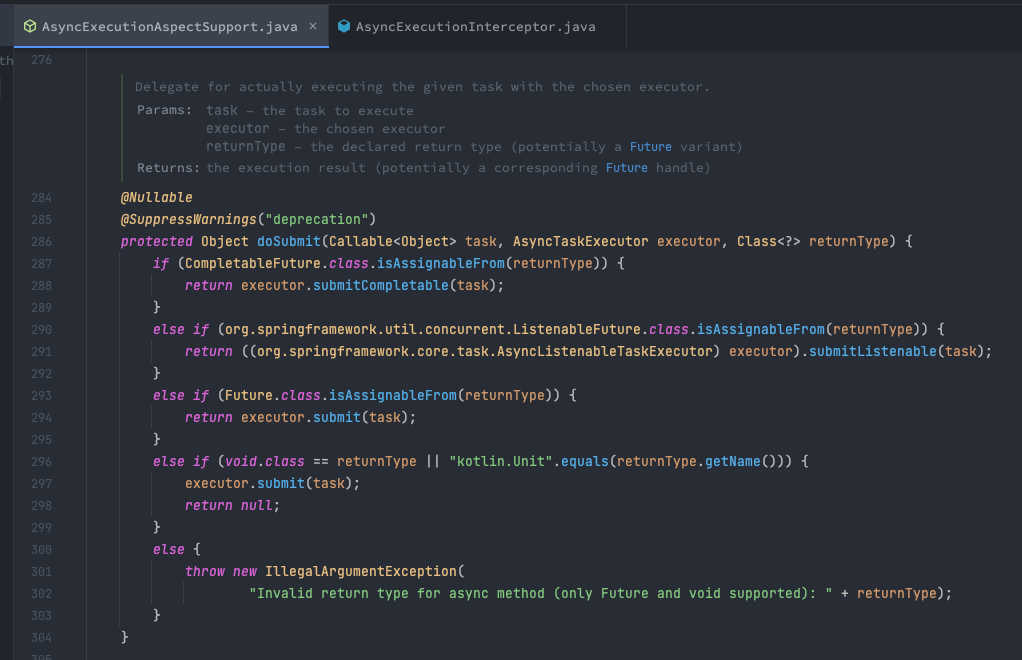 AsyncExecutionAspectSupport.java × AsyncExecutionInterceptor.java
th 276
Delegate for actually executing the given task with the chosen executor.
Params: task – the task to execute
executor – the chosen executor
returnType – the declared return type (potentially a Future variant)
Returns: the execution result (potentially a corresponding Future handle)
284 @Nullable
285 @SuppressWarnings("deprecation")
286 protected Object doSubmit(Callable<Object> task, AsyncTaskExecutor executor, Class<?> returnType) {
287 if (CompletableFuture.class.isAssignableFrom(returnType)) {
288 return executor.submitCompletable(task);
289 }
290 else if (org.springframework.util.concurrent.ListenableFuture.class.isAssignableFrom(returnType)) {
291 return ((org.springframework.core.task.AsyncListenableTaskExecutor) executor).submitListenable(task);
292 }
293 else if (Future.class.isAssignableFrom(returnType)) {
294 return executor.submit(task);
295 }
296 else if (void.class == returnType || "kotlin.Unit".equals(returnType.getName())) {
297 executor.submit(task);
298 return null;
299 }
300 else {
301 throw new IllegalArgumentException(
302 "Invalid return type for async method (only Future and void supported): " + returnType);
303 }
304 }
305